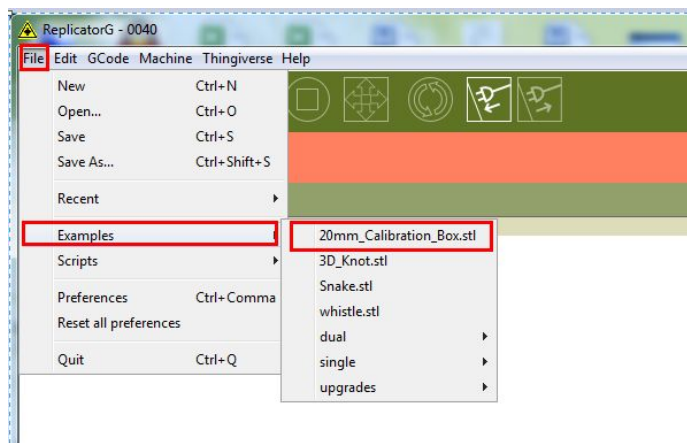 ReplicatorG - 0040
File Edit GCode Machine Thingiverse Help
New Ctrl+N
Open... Ctrl+O
Save Ctrl+S
Save As... Ctrl+Shift+S
Recent
Examples
Scripts
Preferences Ctrl+Comma
Reset all preferences
Quit Ctrl+Q
20mm_Calibration_Box.stl
3D_Knot.stl
Snake.stl
whistle.stl
dual
single
upgrades